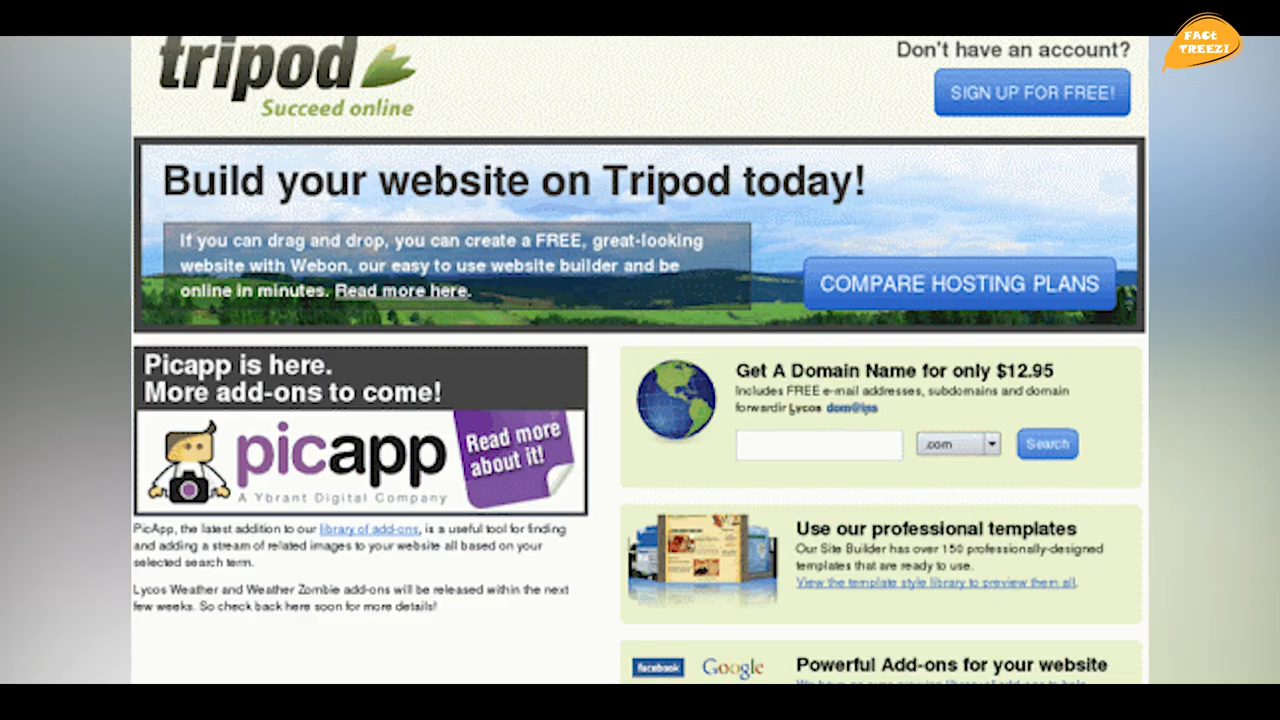 FACt
TREEZ!
tripod
Succeed online
Don't have an account?
SIGN UP FOR FREE!
Build your website on Tripod today!
If you can drag and drop, you can create a FREE, great-looking
website with Webon, our easy to use website builder and be
online in minutes. Read more here.
COMPARE HOSTING PLANS
Picapp is here.
More add-ons to come!
picapp
A Ybrant Digital Company
Read more
about it!
PicApp, the latest addition to our library of add-ons, is a useful tool for finding
and adding a stream of related images to your website all based on your
selected search term.
Lycos Weather and Weather Zombie add-ons will be released within the next
few weeks. So check back here soon for more details!
Get A Domain Name for only $12.95
Includes FREE e-mail addresses, subdomains and domain
Lycos
.com
Search
Use our professional templates
Our Site Builder has over 150 professionally-designed
templates that are ready to use.
View the template style library to preview them all.
facebook
Google
Powerful Add-ons for your website